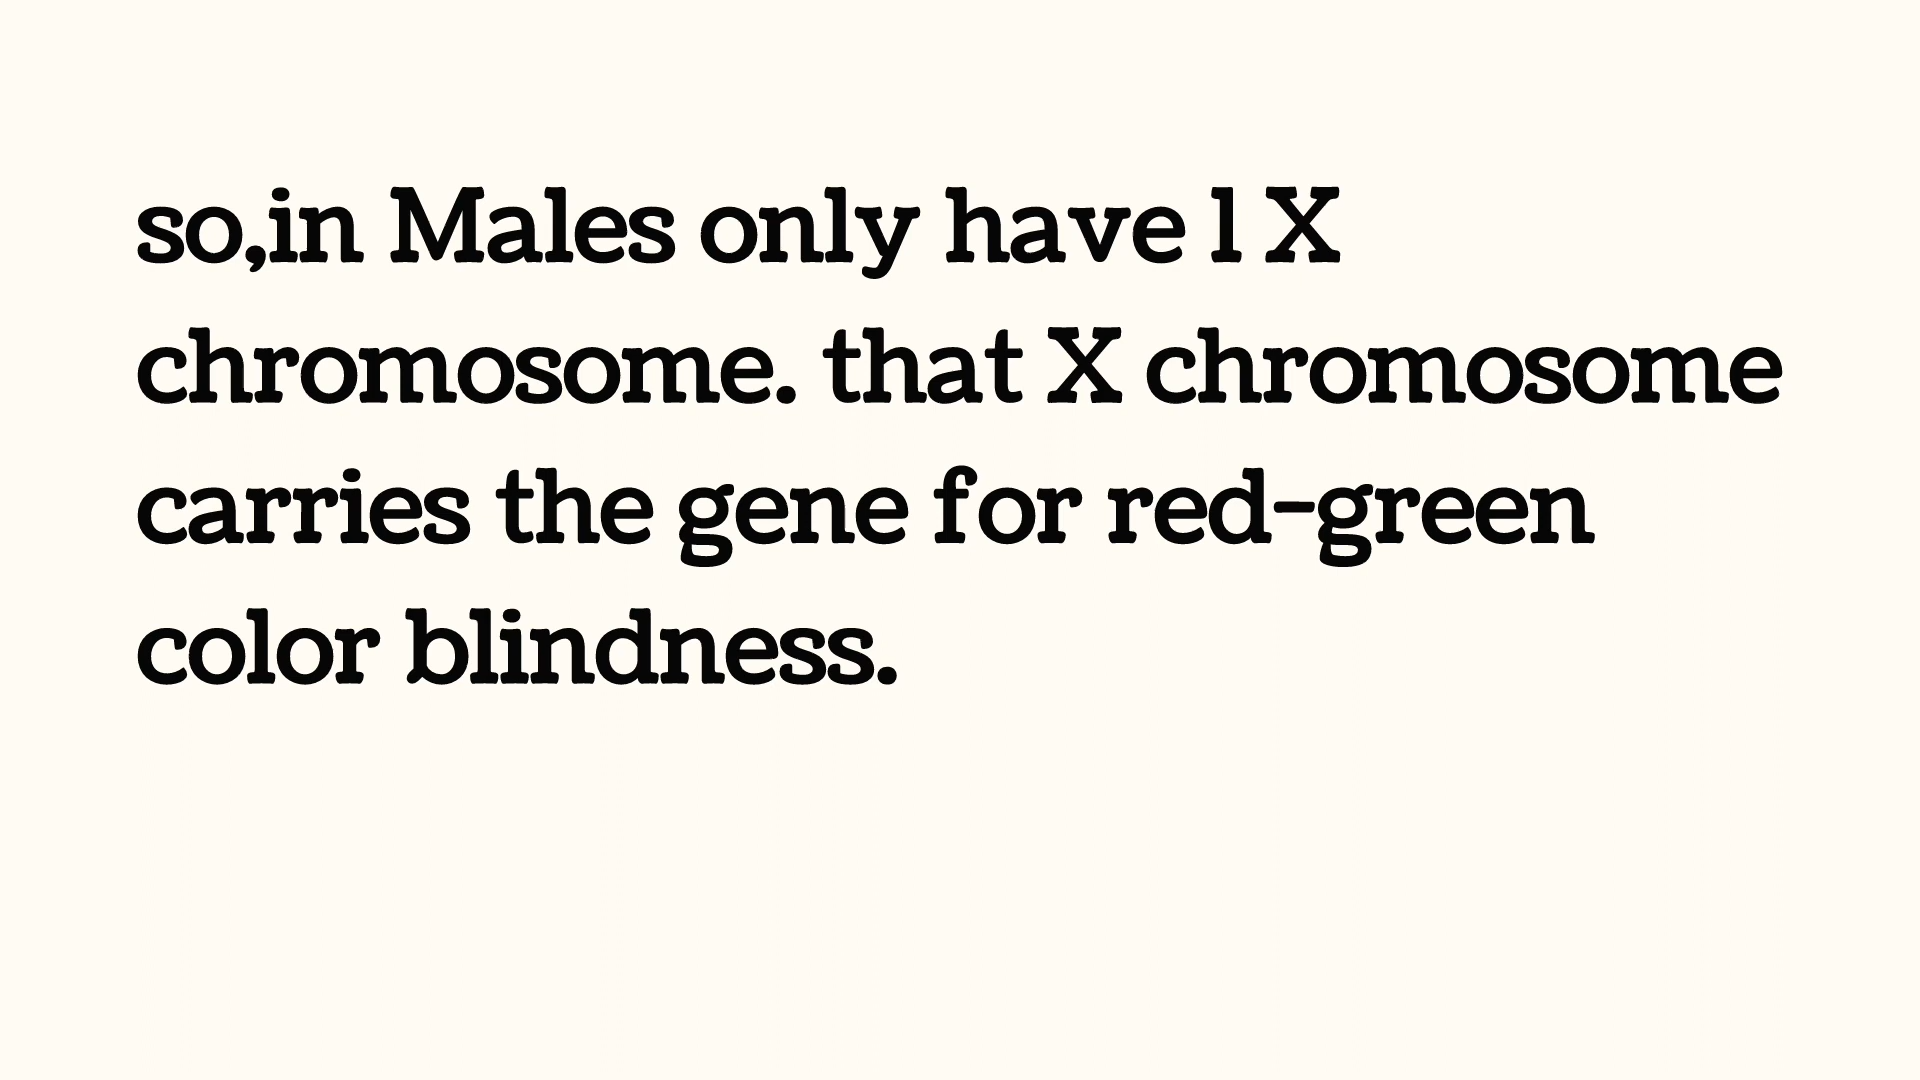 so,in Males only have 1 X
chromosome. that X chromosome
carries the gene for red-green
color blindness.